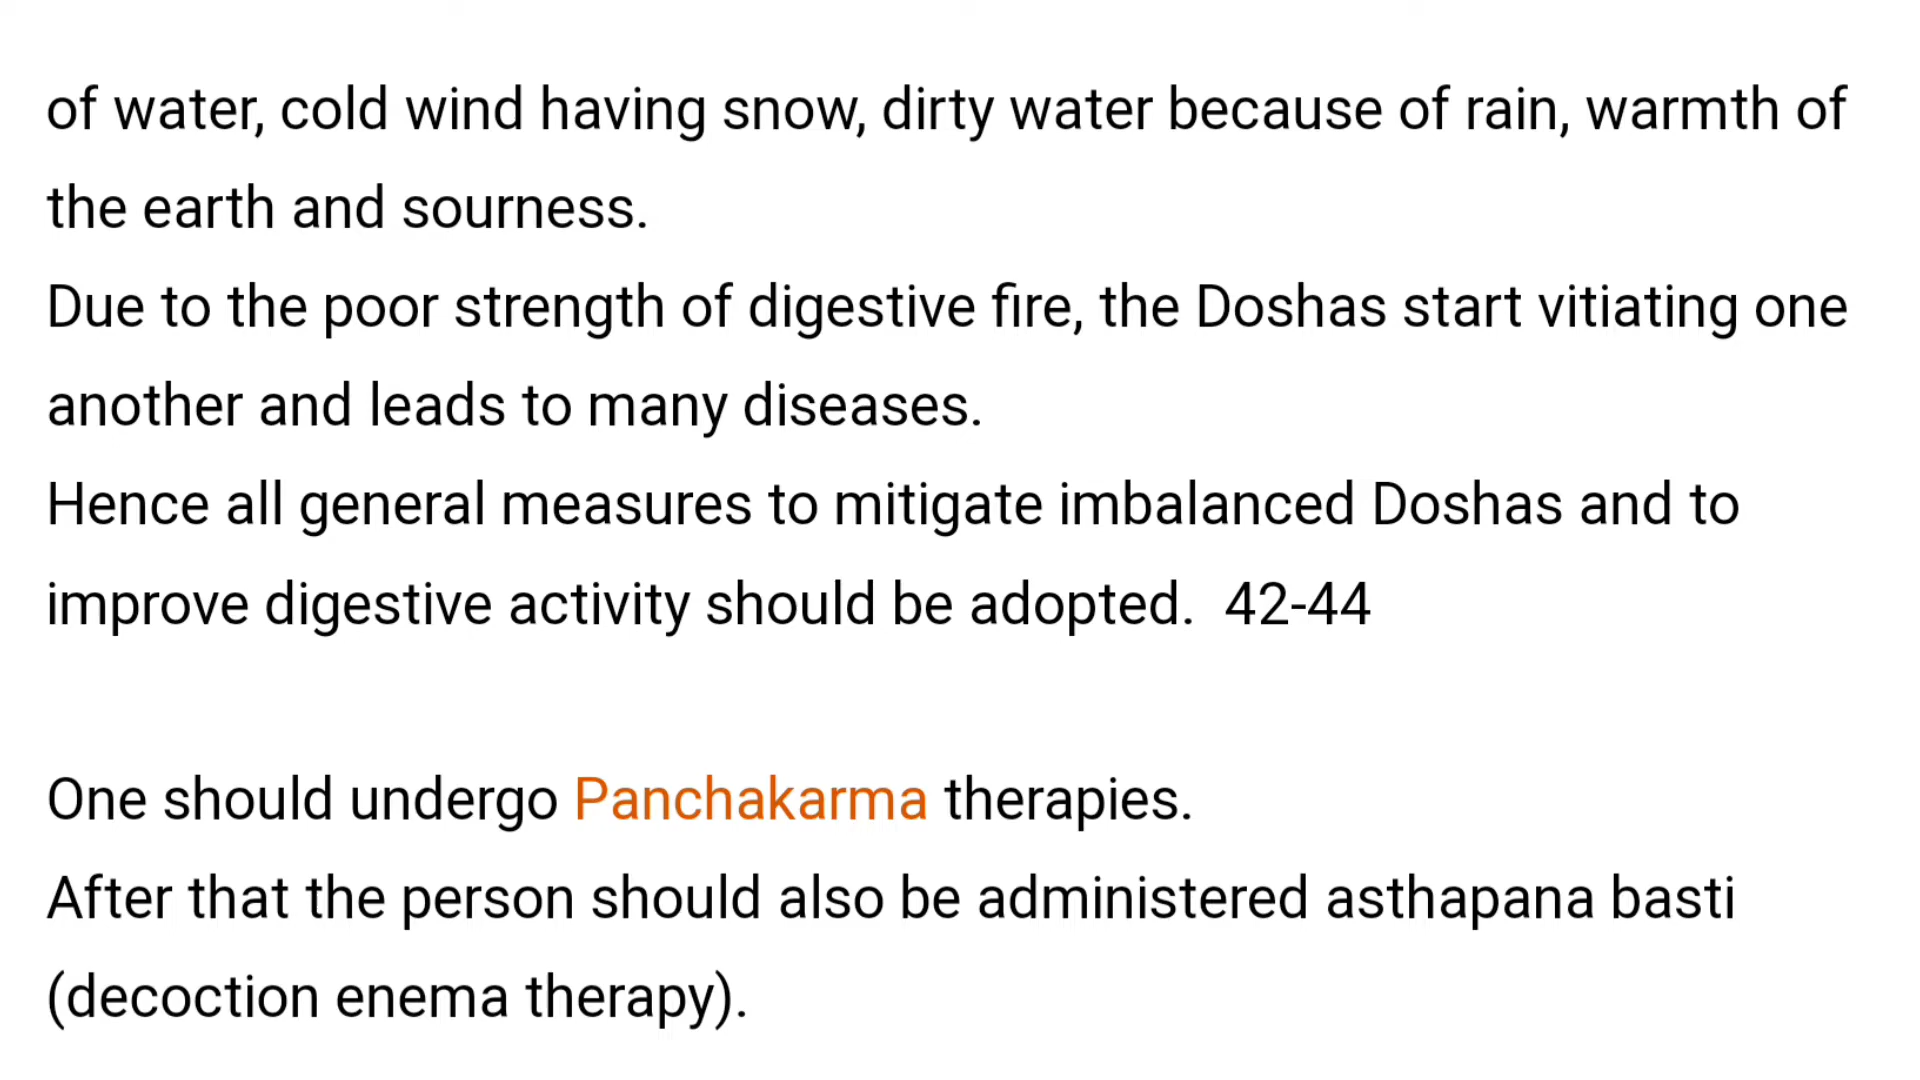 of water, cold wind having snow, dirty water because of rain, warmth of
the earth and sourness.
Due to the poor strength of digestive fire, the Doshas start vitiating one
another and leads to many diseases.
Hence all general measures to mitigate imbalanced Doshas and to
improve digestive activity should be adopted.  42-44
One should undergo Panchakarma therapies.
After that the person should also be administered asthapana basti
(decoction enema therapy).